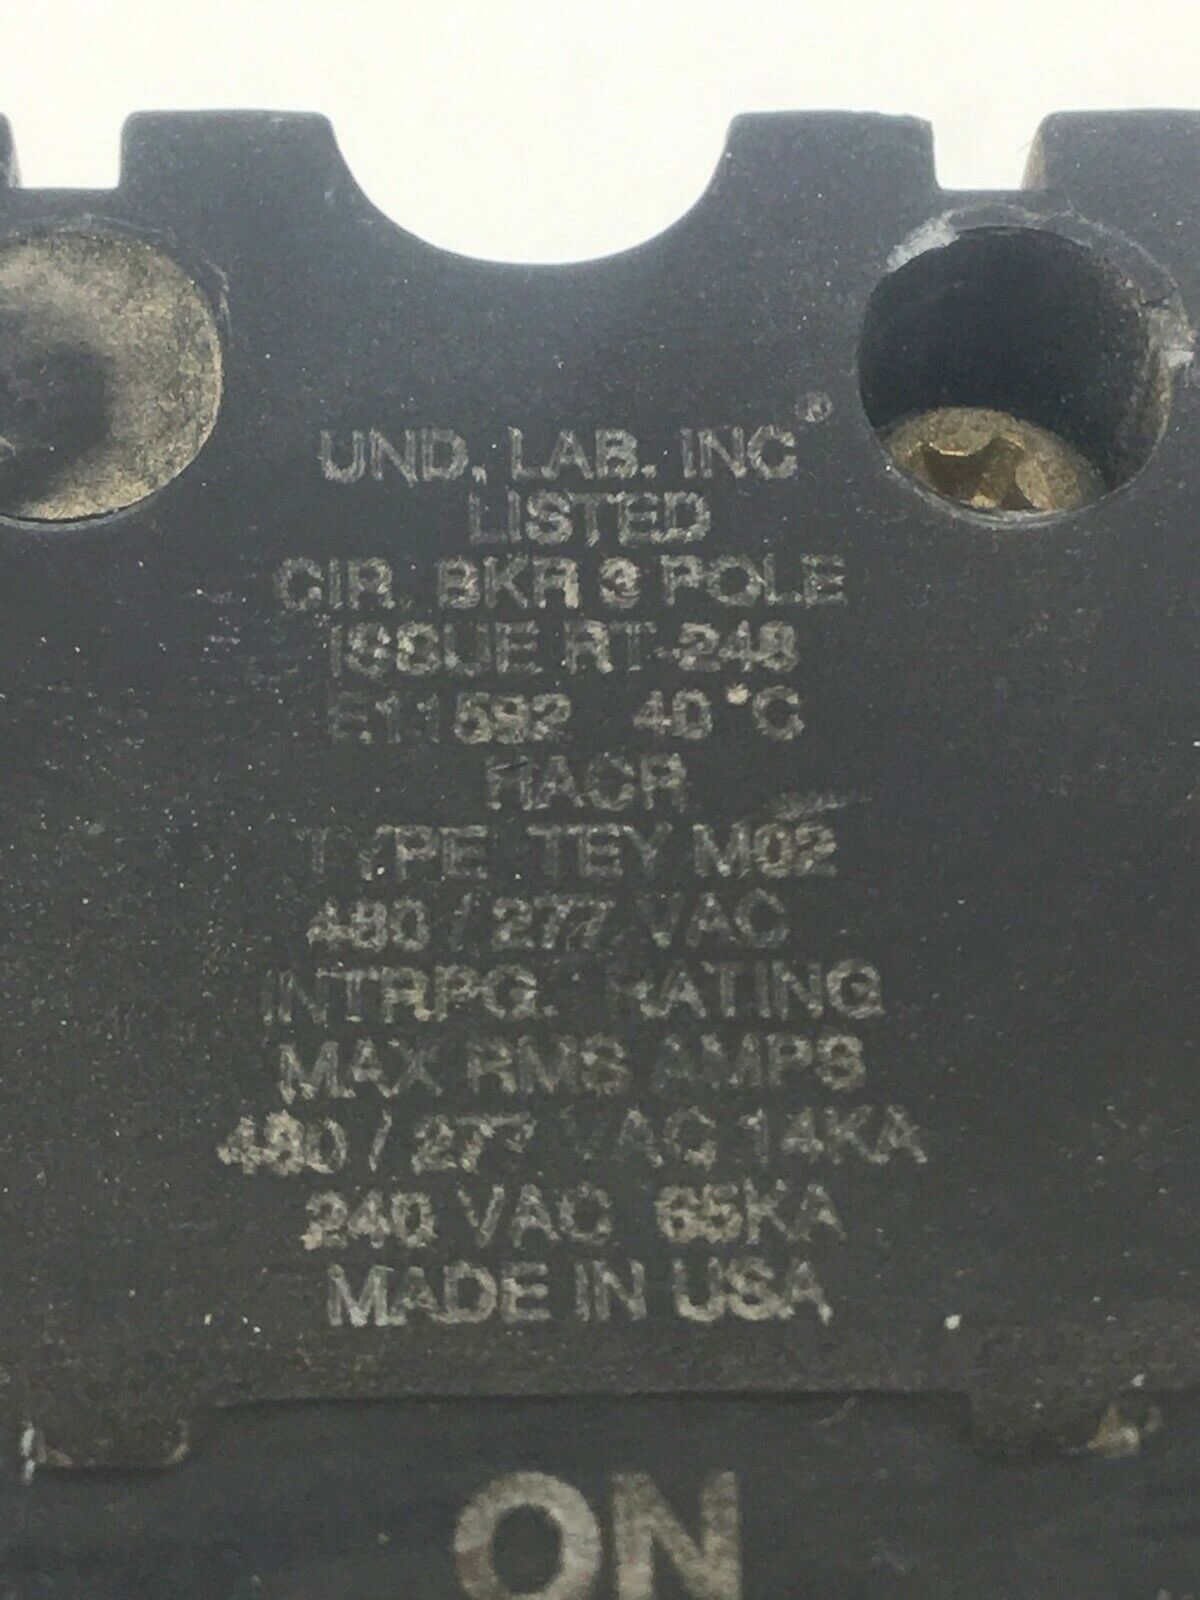 UND. LAB. INC®
LISTED
CIR. BKR 3 POLE
ISSUE RT-248
E11592 40°C
HACR
TYPE TEY M02
480 / 277 VAC
INTRPG. RATING
MAX RMS AMPS
480 / 277 VAC 14KA
240 VAC 65KA
MADE IN USA
ON